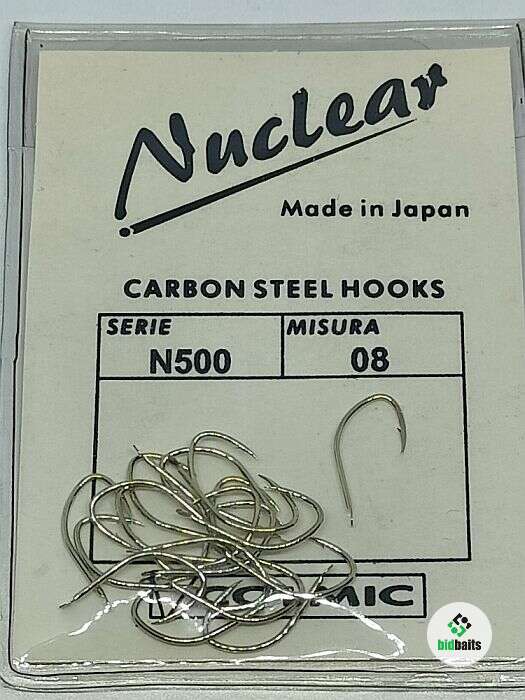 Nuclear
Made in Japan
CARBON STEEL HOOKS
SERIE MISURA
N500 08
bidbaits